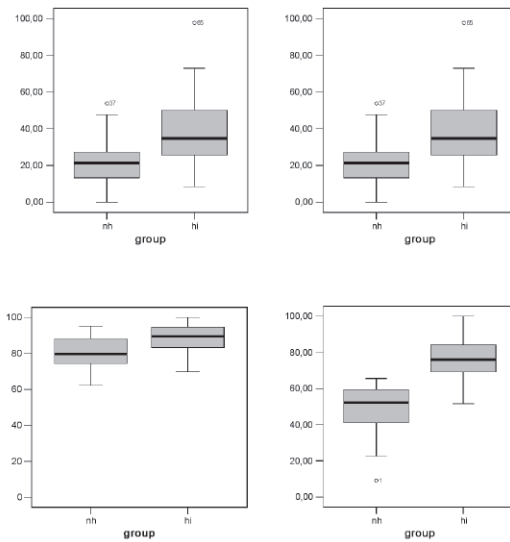 100,00 100,00
o65 o65
80,00 80,00
60,00 60,00
o37 o37
40,00 40,00
20,00 20,00
0,00 0,00
nh hi nh hi
group group
100 100,00
80 80,00
60 60,00
40 40,00
20 20,00
o1
0 0,00
nh hi nh hi
group group